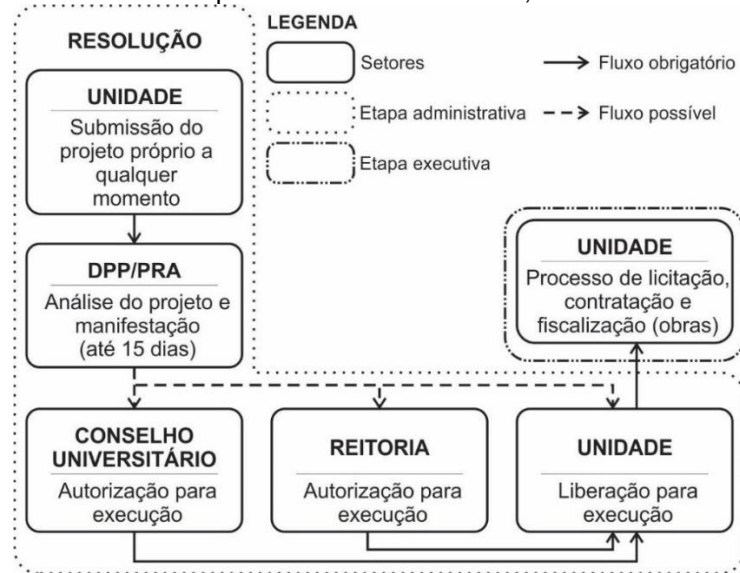 LEGENDA
Setores
Fluxo obrigatório
Etapa administrativa
Fluxo possível
Etapa executiva
RESOLUÇÃO
UNIDADE
Submissão do
projeto próprio a
qualquer
momento
DPP/PRA
Análise do projeto e
manifestação
(até 15 dias)
CONSELHO
UNIVERSITÁRIO
Autorização para
execução
REITORIA
Autorização para
execução
UNIDADE
Liberação para
execução
UNIDADE
Processo de licitação,
contratação e
fiscalização (obras)